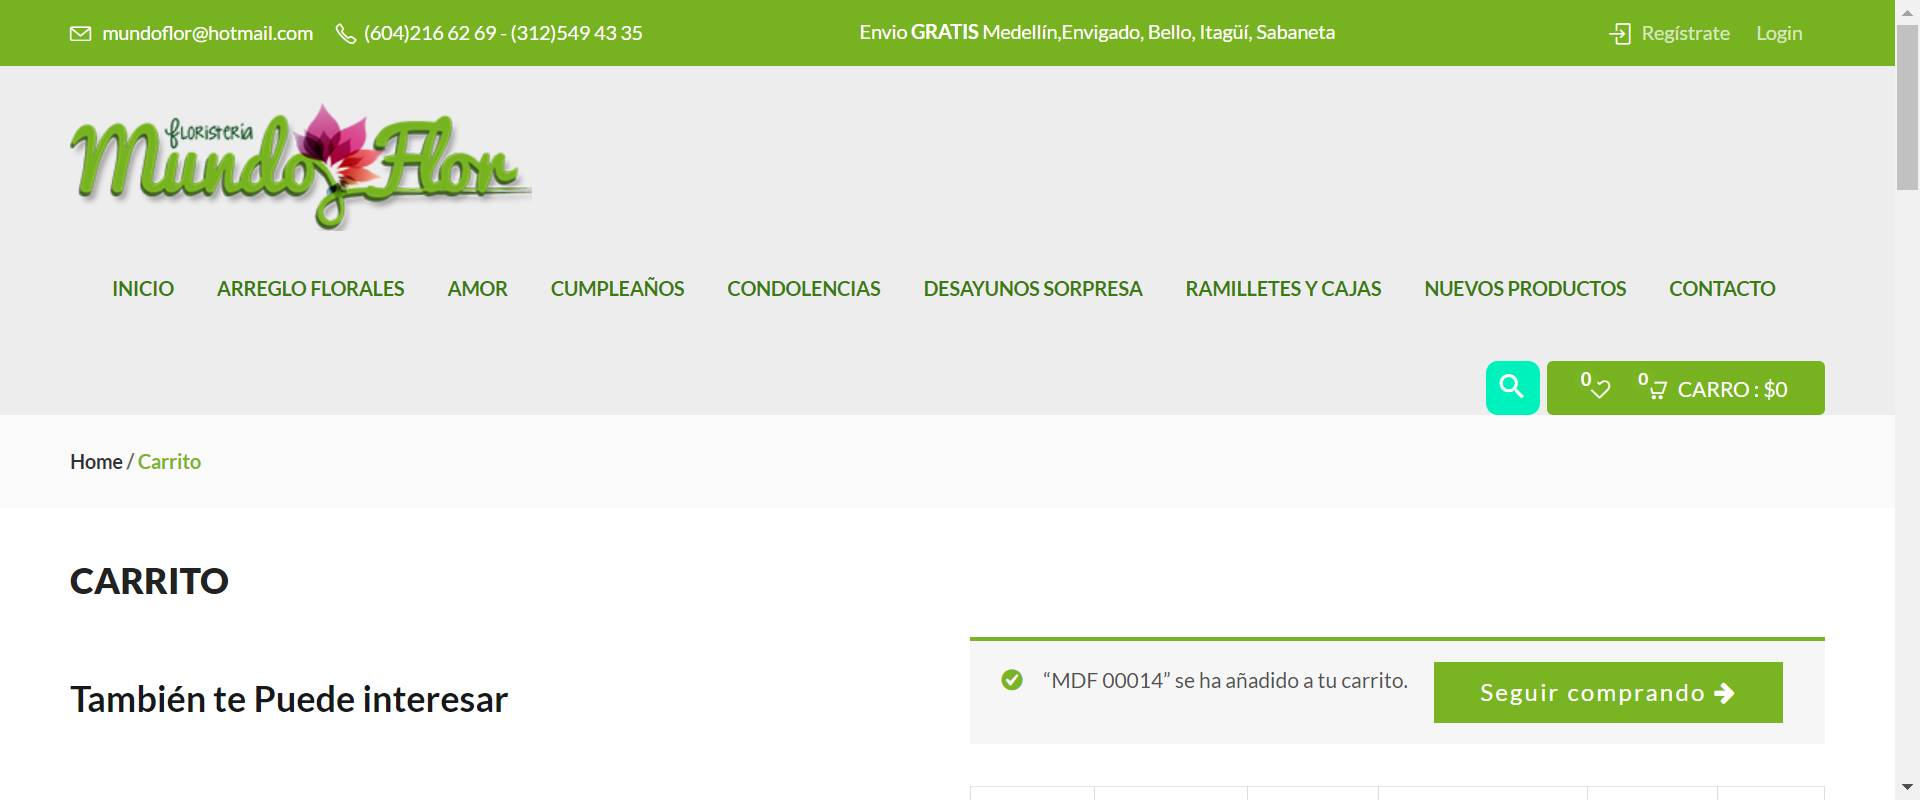 mundoflor@hotmail.com (604)216 62 69 - (312)549 43 35 Envio GRATIS Medellín,Envigado, Bello, Itagüí, Sabaneta Regístrate Login
floristería
Mundo Flor
INICIO ARREGLO FLORALES AMOR CUMPLEAÑOS CONDOLENCIAS DESAYUNOS SORPRESA RAMILLETES Y CAJAS NUEVOS PRODUCTOS CONTACTO
0 0 CARRO : $0
Home / Carrito
CARRITO
“MDF 00014” se ha añadido a tu carrito. Seguir comprando
También te Puede interesar